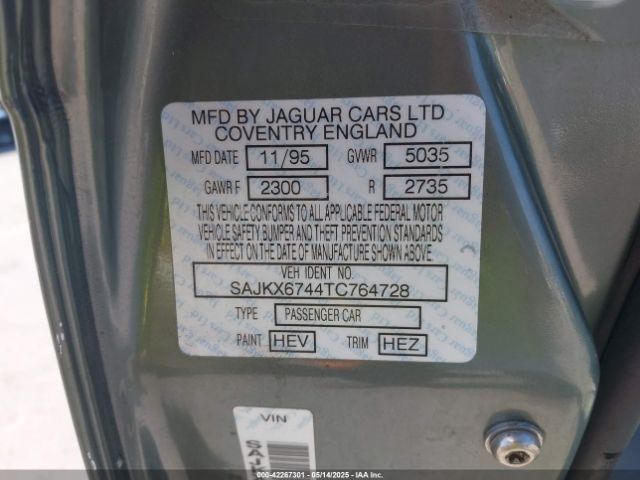 MFD BY JAGUAR CARS LTD
COVENTRY ENGLAND
MFD DATE 11/95 GVWR 5035
GAWR F 2300 R 2735
THIS VEHICLE CONFORMS TO ALL APPLICABLE FEDERAL MOTOR
VEHICLE SAFETY BUMPER AND THEFT PREVENTION STANDARDS
IN EFFECT ON THE DATE OF MANUFACTURE SHOWN ABOVE.
VEH IDENT NO.
SAJKX6744TC764728
TYPE PASSENGER CAR
PAINT HEV TRIM HEZ
VIN
SAJK
000-42267301 - 05/14/2025 - IAA Inc.